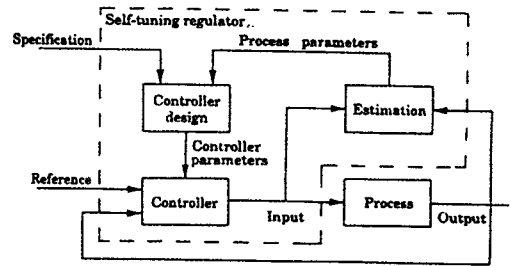 Self-tuning regulator
Specification
Process parameters
Controller
design
Estimation
Controller
parameters
Reference
Controller
Input
Process
Output